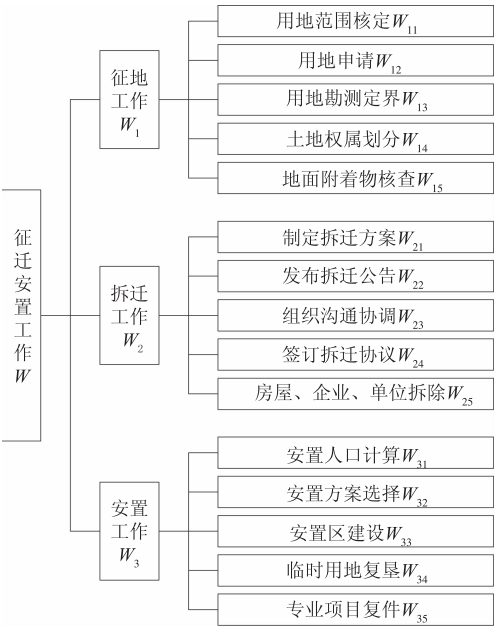 征迁安置工作W
征地
工作
W₁
用地范围核定W₁₁
用地申请W₁₂
用地勘测定界W₁₃
土地权属划分W₁₄
地面附着物核查W₁₅
拆迁
工作
W₂
制定拆迁方案W₂₁
发布拆迁公告W₂₂
组织沟通协调W₂₃
签订拆迁协议W₂₄
房屋、企业、单位拆除W₂₅
安置
工作
W₃
安置人口计算W₃₁
安置方案选择W₃₂
安置区建设W₃₃
临时用地复垦W₃₄
专业项目复件W₃₅